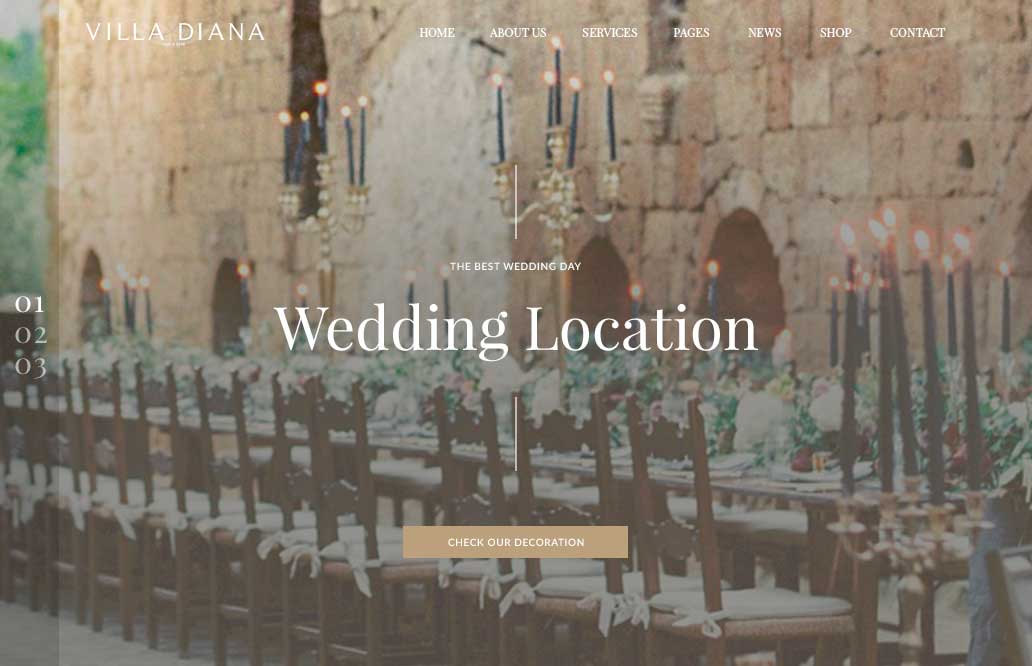 VILLA DIANA
HOME ABOUT US SERVICES PAGES NEWS SHOP CONTACT
THE BEST WEDDING DAY
01
02
03
Wedding Location
CHECK OUR DECORATION